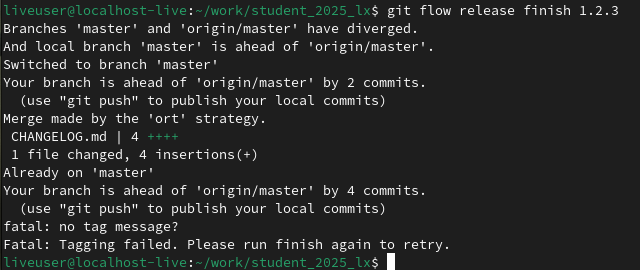 liveuser@localhost-live:~/work/student_2025_lx$ git flow release finish 1.2.3
Branches 'master' and 'origin/master' have diverged.
And local branch 'master' is ahead of 'origin/master'.
Switched to branch 'master'
Your branch is ahead of 'origin/master' by 2 commits.
  (use "git push" to publish your local commits)
Merge made by the 'ort' strategy.
 CHANGELOG.md | 4 ++++
 1 file changed, 4 insertions(+)
Already on 'master'
Your branch is ahead of 'origin/master' by 4 commits.
  (use "git push" to publish your local commits)
fatal: no tag message?
Fatal: Tagging failed. Please run finish again to retry.
liveuser@localhost-live:~/work/student_2025_lx$